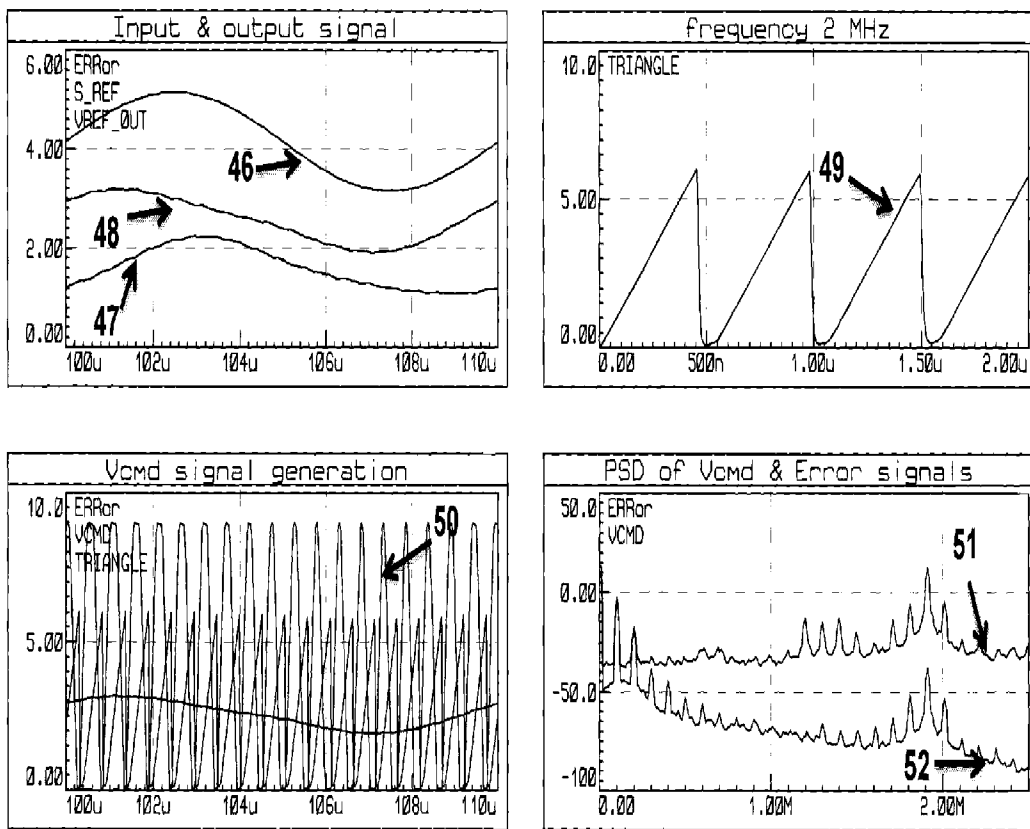 Input & output signal
6.00
ERRor
S_REF
VREF_OUT
4.00
46
48
2.00
47
0.00
100u 102u 104u 106u 108u 110u
frequency 2 MHz
10.0
TRIANGLE
49
5.00
0.00
0.00 500n 1.00u 1.50u 2.00u
Vcmd signal generation
10.0
ERRor
VCMD
TRIANGLE
50
5.00
0.00
100u 102u 104u 106u 108u 110u
PSD of Vcmd & Error signals
50.0
ERRor
VCMD
51
0.00
-50.0
52
-100
0.00 1.00M 2.00M